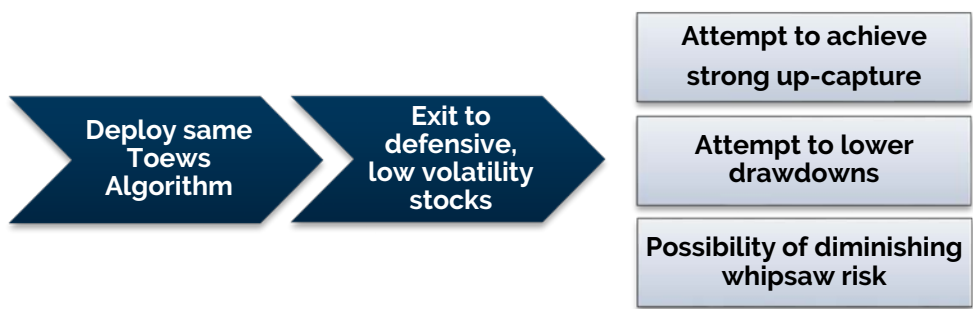 Deploy same
Toews
Algorithm
Exit to
defensive,
low volatility
stocks
Attempt to achieve
strong up-capture
Attempt to lower
drawdowns
Possibility of diminishing
whipsaw risk